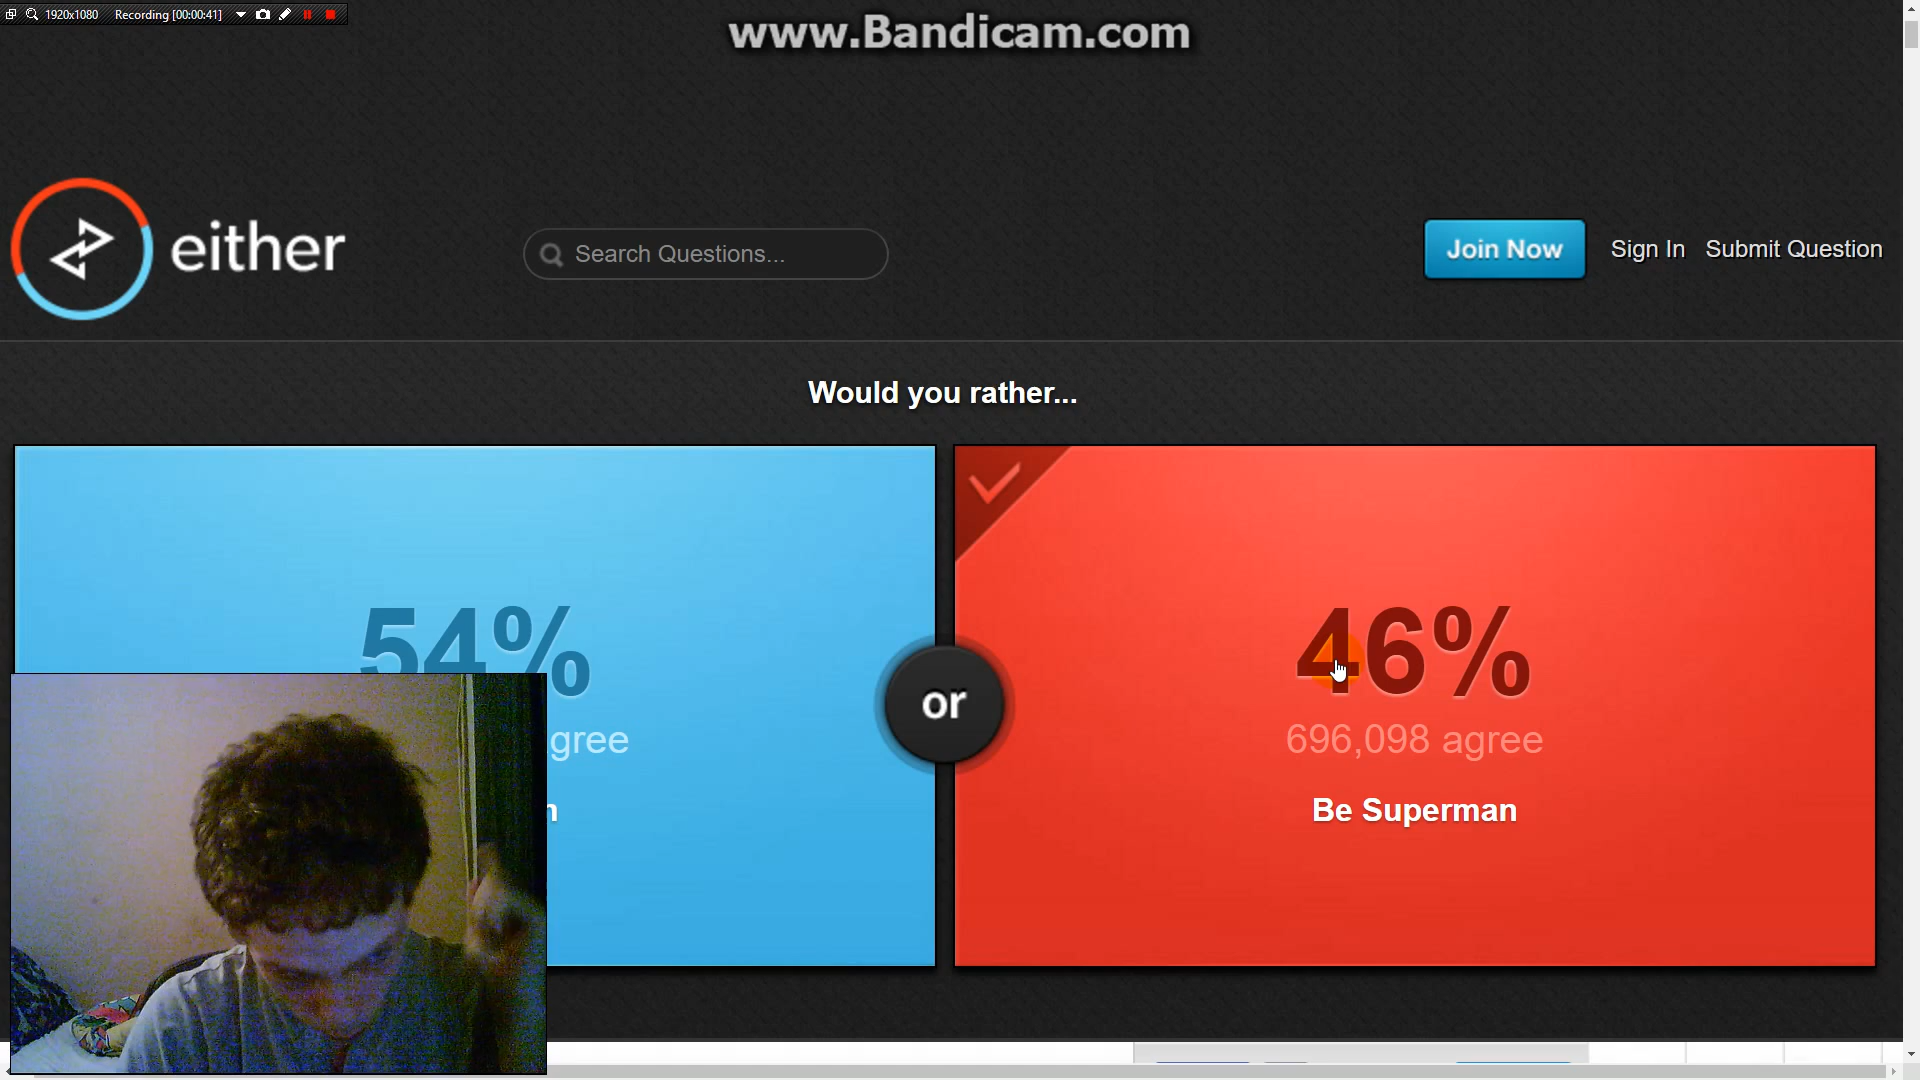 1920x1080 Recording [00:00:41]
www.Bandicam.com
either
Search Questions...
Join Now
Sign In
Submit Question
Would you rather...
54%
gree
n
or
46%
696,098 agree
Be Superman